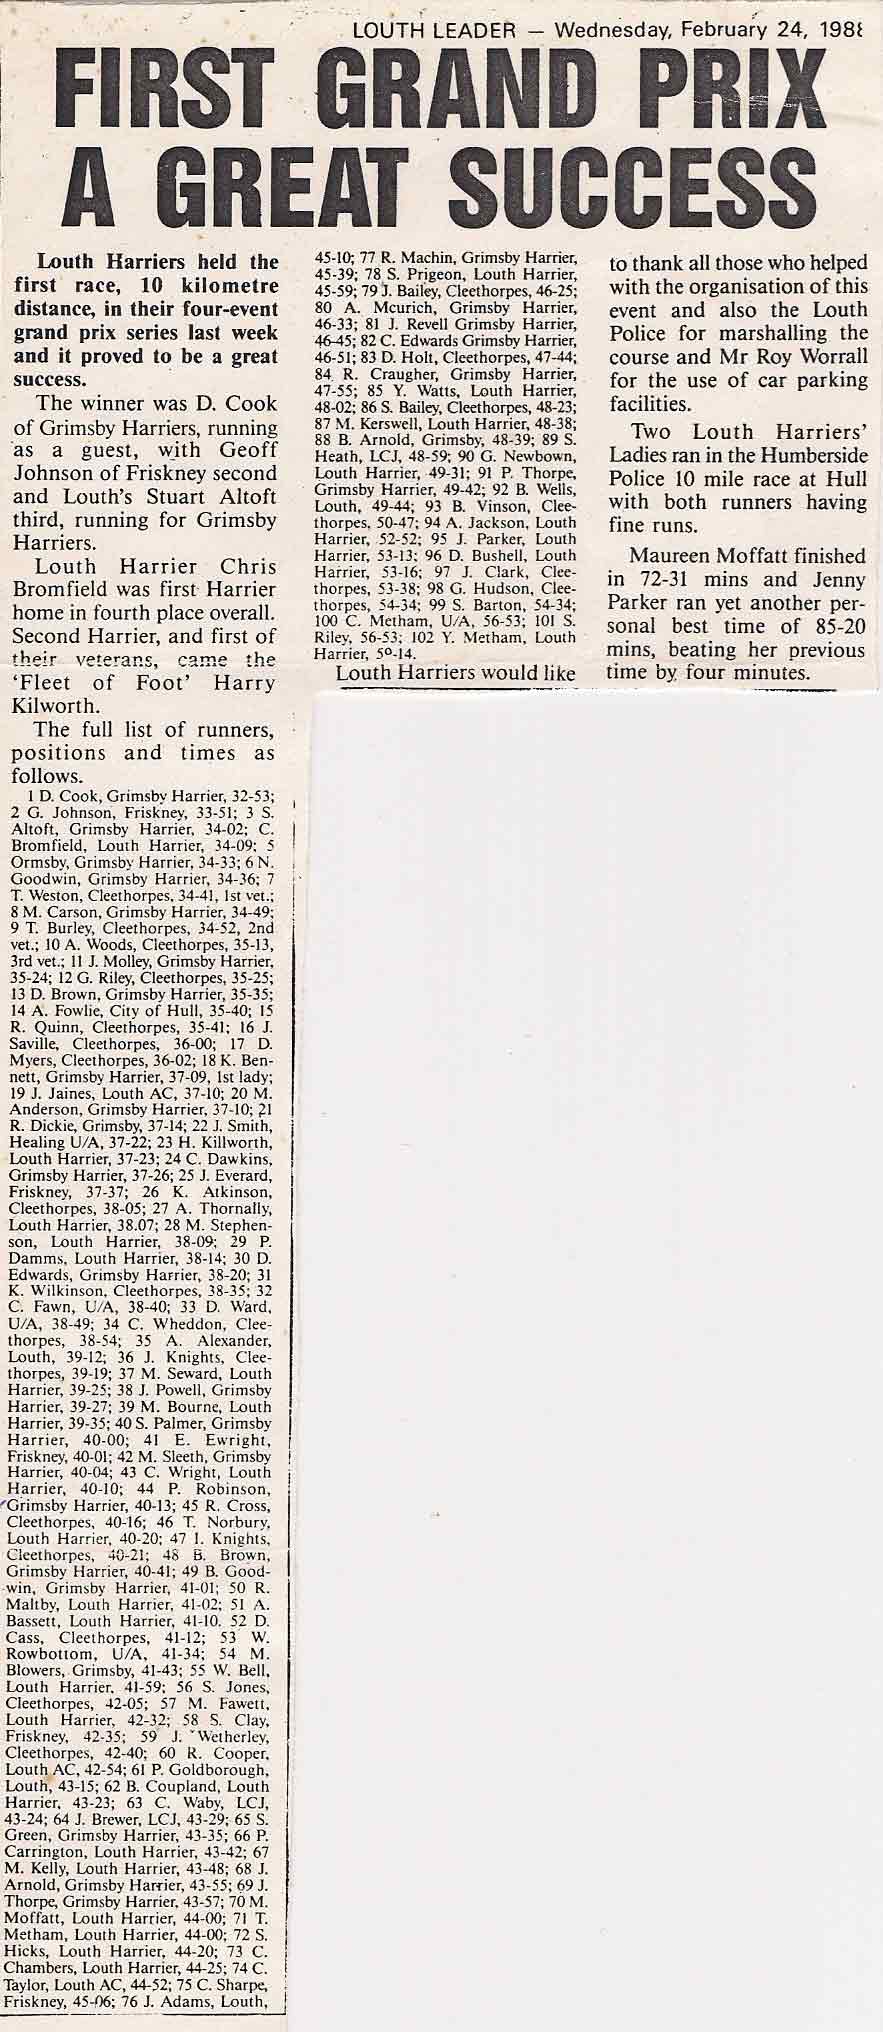 LOUTH LEADER — Wednesday, February 24, 1988
FIRST GRAND PRIX
A GREAT SUCCESS
Louth Harriers held the
first race, 10 kilometre
distance, in their four-event
grand prix series last week
and it proved to be a great
success.
The winner was D. Cook
of Grimsby Harriers, running
as a guest, with Geoff
Johnson of Friskney second
and Louth's Stuart Altoft
third, running for Grimsby
Harriers.
Louth Harrier Chris
Bromfield was first Harrier
home in fourth place overall.
Second Harrier, and first of
their veterans, came the
'Fleet of Foot' Harry
Kilworth.
The full list of runners,
positions and times as
follows.
1 D. Cook, Grimsby Harrier, 32-53;
2 G. Johnson, Friskney, 33-51; 3 S.
Altoft, Grimsby Harrier, 34-02; C.
Bromfield, Louth Harrier, 34-09; 5
Ormsby, Grimsby Harrier, 34-33; 6 N.
Goodwin, Grimsby Harrier, 34-36; 7
T. Weston, Cleethorpes, 34-41, 1st vet.;
8 M. Carson, Grimsby Harrier, 34-49;
9 T. Burley, Cleethorpes, 34-52, 2nd
vet.; 10 A. Woods, Cleethorpes, 35-13,
3rd vet.; 11 J. Molley, Grimsby Harrier,
35-24; 12 G. Riley, Cleethorpes, 35-25;
13 D. Brown, Grimsby Harrier, 35-35;
14 A. Fowlie, City of Hull, 35-40; 15
R. Quinn, Cleethorpes, 35-41; 16 J.
Saville, Cleethorpes, 36-00; 17 D.
Myers, Cleethorpes, 36-02; 18 K. Ben-
nett, Grimsby Harrier, 37-09, 1st lady;
19 J. Jaines, Louth AC, 37-10; 20 M.
Anderson, Grimsby Harrier, 37-10; 21
R. Dickie, Grimsby, 37-14; 22 J. Smith,
Healing U/A, 37-22; 23 H. Killworth,
Louth Harrier, 37-23; 24 C. Dawkins,
Grimsby Harrier, 37-26; 25 J. Everard,
Friskney, 37-37; 26 K. Atkinson,
Cleethorpes, 38-05; 27 A. Thornally,
Louth Harrier, 38.07; 28 M. Stephen-
son, Louth Harrier, 38-09; 29 P.
Damms, Louth Harrier, 38-14; 30 D.
Edwards, Grimsby Harrier, 38-20; 31
K. Wilkinson, Cleethorpes, 38-35; 32
C. Fawn, U/A, 38-40; 33 D. Ward,
U/A, 38-49; 34 C. Wheddon, Clee-
thorpes, 38-54; 35 A. Alexander,
Louth, 39-12; 36 J. Knights, Clee-
thorpes, 39-19; 37 M. Seward, Louth
Harrier, 39-25; 38 J. Powell, Grimsby
Harrier, 39-27; 39 M. Bourne, Louth
Harrier, 39-35; 40 S. Palmer, Grimsby
Harrier, 40-00; 41 E. Ewright,
Friskney, 40-01; 42 M. Sleeth, Grimsby
Harrier, 40-04; 43 C. Wright, Louth
Harrier, 40-10; 44 P. Robinson,
Grimsby Harrier, 40-13; 45 R. Cross,
Cleethorpes, 40-16; 46 T. Norbury,
Louth Harrier, 40-20; 47 I. Knights,
Cleethorpes, 40-21; 48 B. Brown,
Grimsby Harrier, 40-41; 49 B. Good-
win, Grimsby Harrier, 41-01; 50 R.
Maltby, Louth Harrier, 41-02; 51 A.
Bassett, Louth Harrier, 41-10. 52 D.
Cass, Cleethorpes, 41-12; 53 W.
Rowbottom, U/A, 41-34; 54 M.
Blowers, Grimsby, 41-43; 55 W. Bell,
Louth Harrier, 41-59; 56 S. Jones,
Cleethorpes, 42-05; 57 M. Fawett,
Louth Harrier, 42-32; 58 S. Clay,
Friskney, 42-35; 59 J. Wetherley,
Cleethorpes, 42-40; 60 R. Cooper,
Louth AC, 42-54; 61 P. Goldborough,
Louth, 43-15; 62 B. Coupland, Louth
Harrier, 43-23; 63 C. Waby, LCJ,
43-24; 64 J. Brewer, LCJ, 43-29; 65 S.
Green, Grimsby Harrier, 43-35; 66 P.
Carrington, Louth Harrier, 43-42; 67
M. Kelly, Louth Harrier, 43-48; 68 J.
Arnold, Grimsby Harrier, 43-55; 69 J.
Thorpe, Grimsby Harrier, 43-57; 70 M.
Moffatt, Louth Harrier, 44-00; 71 T.
Metham, Louth Harrier, 44-00; 72 S.
Hicks, Louth Harrier, 44-20; 73 C.
Chambers, Louth Harrier, 44-25; 74 C.
Taylor, Louth AC, 44-52; 75 C. Sharpe,
Friskney, 45-06; 76 J. Adams, Louth,
45-10; 77 R. Machin, Grimsby Harrier,
45-39; 78 S. Prigeon, Louth Harrier,
45-59; 79 J. Bailey, Cleethorpes, 46-25;
80 A. Mcurich, Grimsby Harrier,
46-33; 81 J. Revell Grimsby Harrier,
46-45; 82 C. Edwards Grimsby Harrier,
46-51; 83 D. Holt, Cleethorpes, 47-44;
84 R. Craugher, Grimsby Harrier,
47-55; 85 Y. Watts, Louth Harrier,
48-02; 86 S. Bailey, Cleethorpes, 48-23;
87 M. Kerswell, Louth Harrier, 48-38;
88 B. Arnold, Grimsby, 48-39; 89 S.
Heath, LCJ, 48-59; 90 G. Newbown,
Louth Harrier, 49-31; 91 P. Thorpe,
Grimsby Harrier, 49-42; 92 B. Wells,
Louth, 49-44; 93 B. Vinson, Clee-
thorpes, 50-47; 94 A. Jackson, Louth
Harrier, 52-52; 95 J. Parker, Louth
Harrier, 53-13; 96 D. Bushell, Louth
Harrier, 53-16; 97 J. Clark, Clee-
thorpes, 53-38; 98 G. Hudson, Clee-
thorpes, 54-34; 99 S. Barton, 54-34;
100 C. Metham, U/A, 56-53; 101 S.
Riley, 56-53; 102 Y. Metham, Louth
Harrier,
Louth Harriers would like
to thank all those who helped
with the organisation of this
event and also the Louth
Police for marshalling the
course and Mr Roy Worrall
for the use of car parking
facilities.
Two Louth Harriers'
Ladies ran in the Humberside
Police 10 mile race at Hull
with both runners having
fine runs.
Maureen Moffatt finished
in 72-31 mins and Jenny
Parker ran yet another per-
sonal best time of 85-20
mins, beating her previous
time by four minutes.